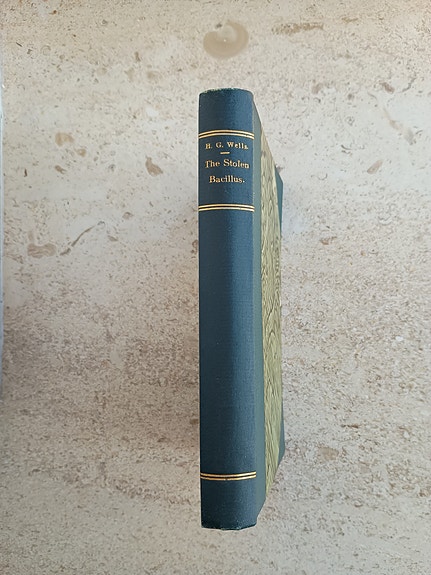 H. G. Wells.
The Stolen
Bacillus.